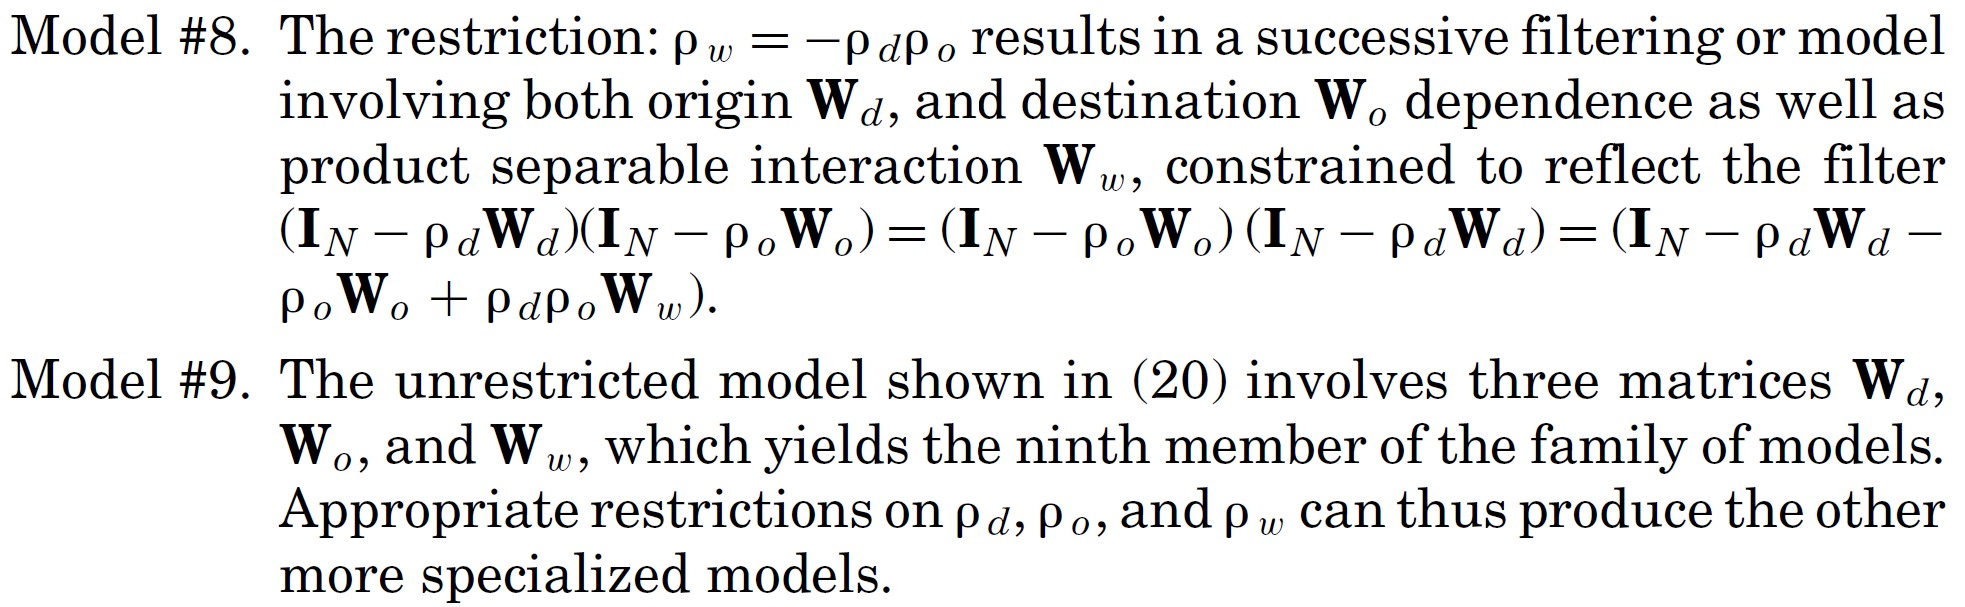 Model #8. The restriction: ρ_w = −ρ_dρ_o results in a successive filtering or model
involving both origin W_d, and destination W_o dependence as well as
product separable interaction W_w, constrained to reflect the filter
(I_N − ρ_dW_d)(I_N − ρ_oW_o) = (I_N − ρ_oW_o) (I_N − ρ_dW_d) = (I_N − ρ_dW_d −
ρ_oW_o + ρ_dρ_oW_w).
Model #9. The unrestricted model shown in (20) involves three matrices W_d,
W_o, and W_w, which yields the ninth member of the family of models.
Appropriate restrictions on ρ_d, ρ_o, and ρ_w can thus produce the other
more specialized models.